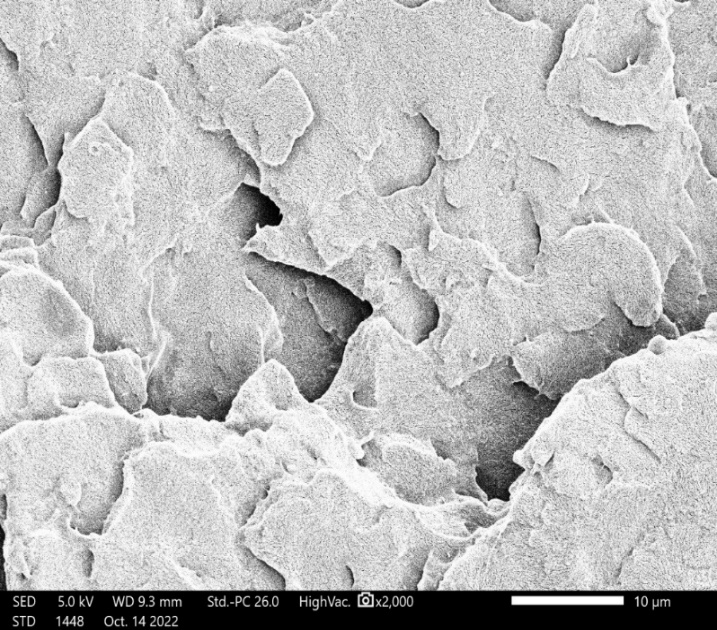 SED 5.0 kV WD 9.3 mm Std.-PC 26.0 HighVac. x2,000 10 µm
STD 1448 Oct. 14 2022